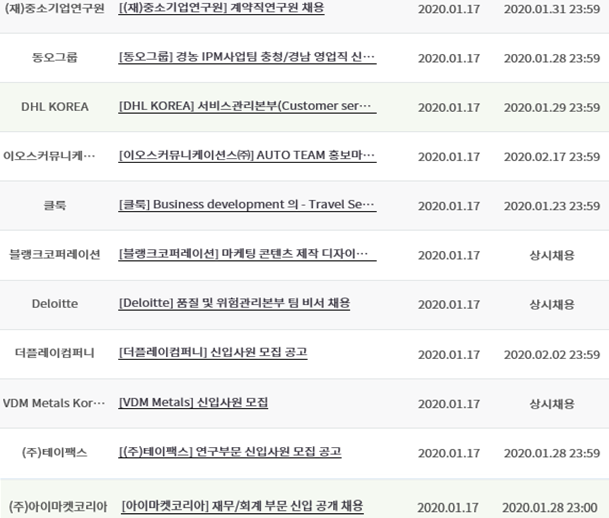 (재)중소기업연구원 [(재)중소기업연구원] 계약직연구원 채용 2020.01.17 2020.01.31 23:59
동오그룹 [동오그룹] 경농 IPM사업팀 충청/경남 영업직 신··· 2020.01.17 2020.01.28 23:59
DHL KOREA [DHL KOREA] 서비스관리본부(Customer ser··· 2020.01.17 2020.01.29 23:59
이오스커뮤니케··· [이오스커뮤니케이션스㈜] AUTO TEAM 홍보마··· 2020.01.17 2020.02.17 23:59
클룩 [클룩] Business development 의 - Travel Se··· 2020.01.17 2020.01.23 23:59
블랭크코퍼레이션 [블랭크코퍼레이션] 마케팅 콘텐츠 제작 디자이··· 2020.01.17 상시채용
Deloitte [Deloitte] 품질 및 위험관리본부 팀 비서 채용 2020.01.17 상시채용
더플레이컴퍼니 [더플레이컴퍼니] 신입사원 모집 공고 2020.01.17 2020.02.02 23:59
VDM Metals Kor··· [VDM Metals] 신입사원 모집 2020.01.17 상시채용
(주)테이팩스 [(주)테이팩스] 연구부문 신입사원 모집 공고 2020.01.17 2020.01.28 23:59
(주)아이마켓코리아 [아이마켓코리아] 재무/회계 부문 신입 공개 채용 2020.01.17 2020.01.28 23:00